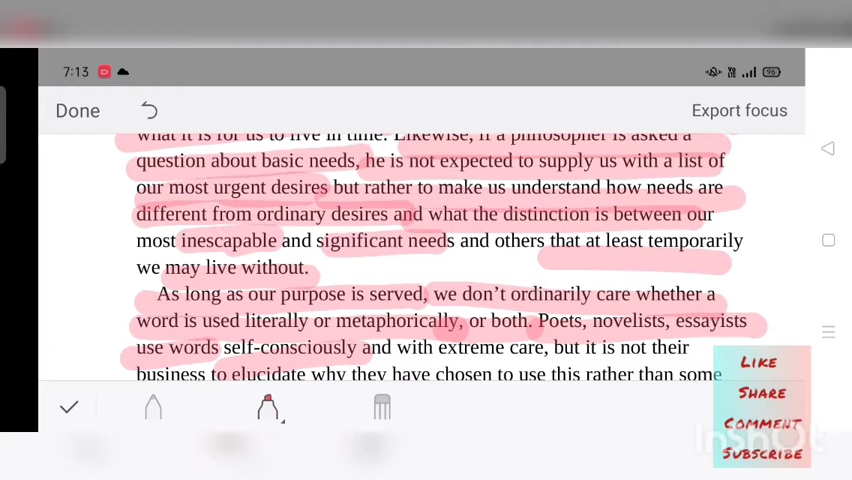 7:13
96
Done
Export focus
what it is for us to live in time. Likewise, if a philosopher is asked a
question about basic needs, he is not expected to supply us with a list of
our most urgent desires but rather to make us understand how needs are
different from ordinary desires and what the distinction is between our
most inescapable and significant needs and others that at least temporarily
we may live without.
As long as our purpose is served, we don't ordinarily care whether a
word is used literally or metaphorically, or both. Poets, novelists, essayists
use words self-consciously and with extreme care, but it is not their
business to elucidate why they have chosen to use this rather than some
Like
Share
Comment
Subscribe
InShOt